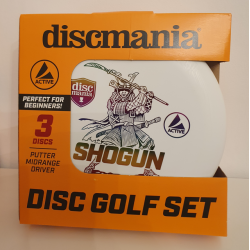 discmania
ACTIVE
PERFECT FOR
BEGINNERS!
3
DISCS
PUTTER
MIDRANGE
DRIVER
disc
mania
ACTIVE
SHOGUN
DISC GOLF SET